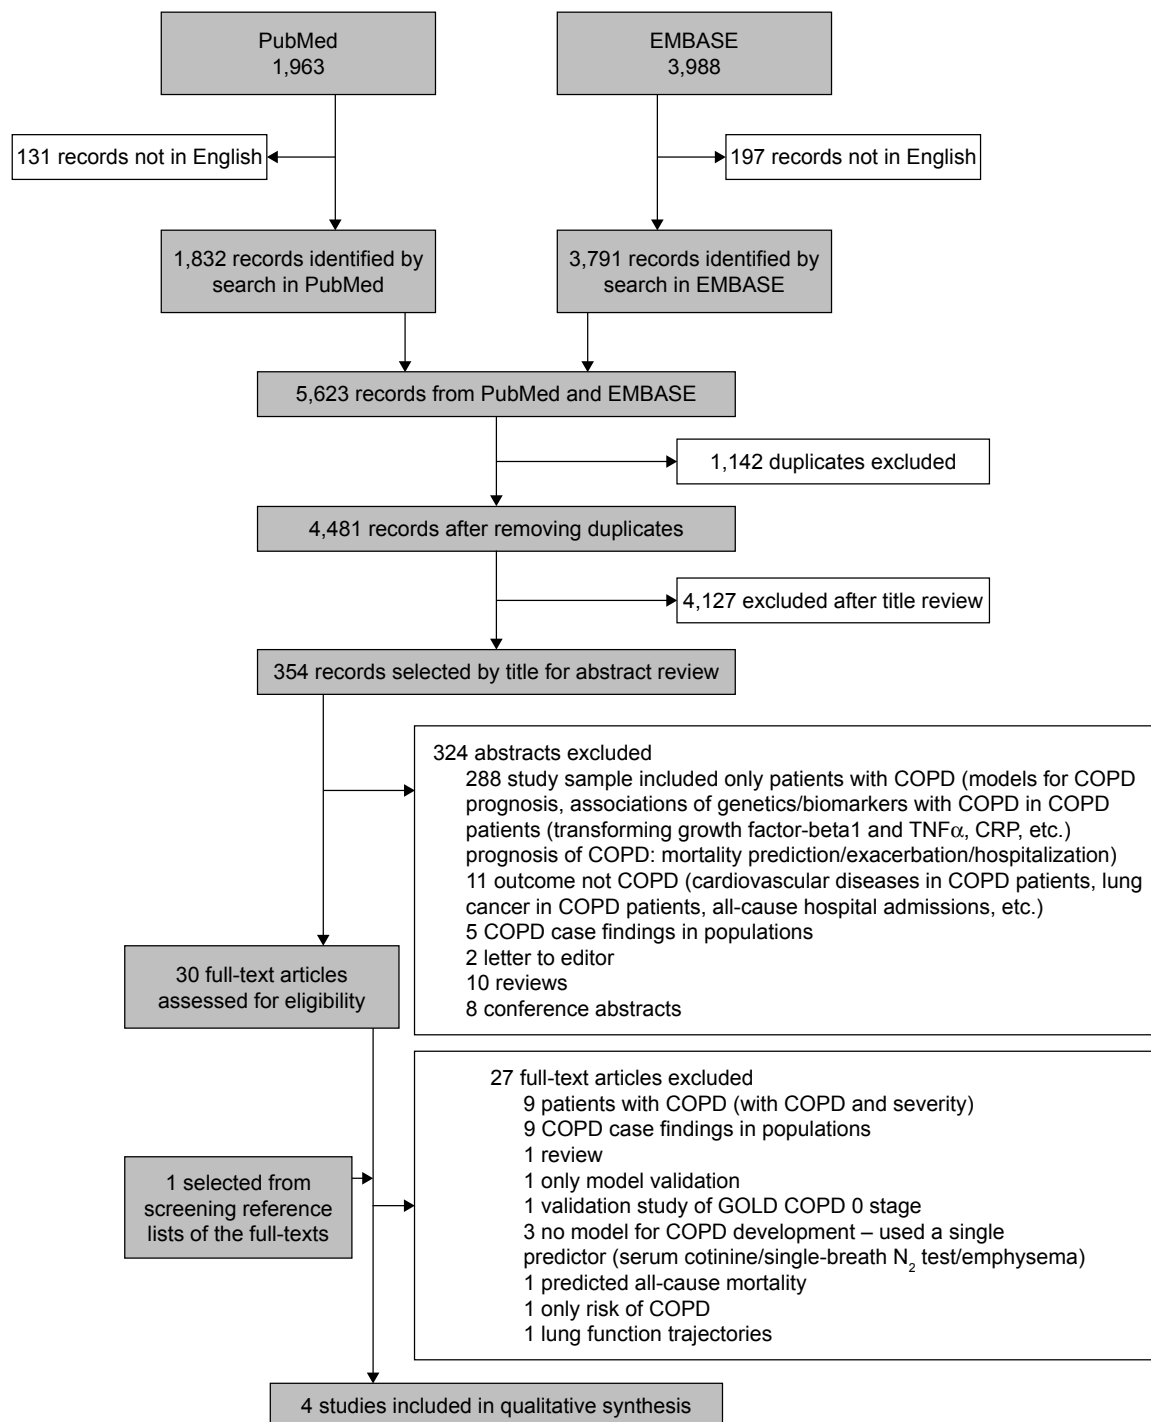 PubMed
1,963
EMBASE
3,988
131 records not in English
197 records not in English
1,832 records identified by
search in PubMed
3,791 records identified by
search in EMBASE
5,623 records from PubMed and EMBASE
1,142 duplicates excluded
4,481 records after removing duplicates
4,127 excluded after title review
354 records selected by title for abstract review
324 abstracts excluded
288 study sample included only patients with COPD (models for COPD
prognosis, associations of genetics/biomarkers with COPD in COPD
patients (transforming growth factor-beta1 and TNFα, CRP, etc.)
prognosis of COPD: mortality prediction/exacerbation/hospitalization)
11 outcome not COPD (cardiovascular diseases in COPD patients, lung
cancer in COPD patients, all-cause hospital admissions, etc.)
5 COPD case findings in populations
2 letter to editor
10 reviews
8 conference abstracts
30 full-text articles
assessed for eligibility
27 full-text articles excluded
9 patients with COPD (with COPD and severity)
9 COPD case findings in populations
1 review
1 only model validation
1 validation study of GOLD COPD 0 stage
3 no model for COPD development – used a single
predictor (serum cotinine/single-breath N₂ test/emphysema)
1 predicted all-cause mortality
1 only risk of COPD
1 lung function trajectories
1 selected from
screening reference
lists of the full-texts
4 studies included in qualitative synthesis